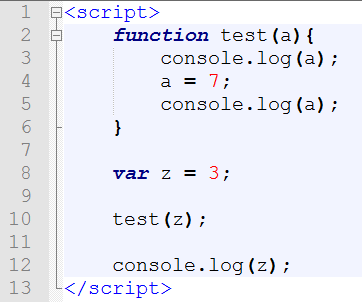 1 <script>
2 function test(a){
3 console.log(a);
4 a = 7;
5 console.log(a);
6 }
7
8 var z = 3;
9
10 test(z);
11
12 console.log(z);
13 </script>